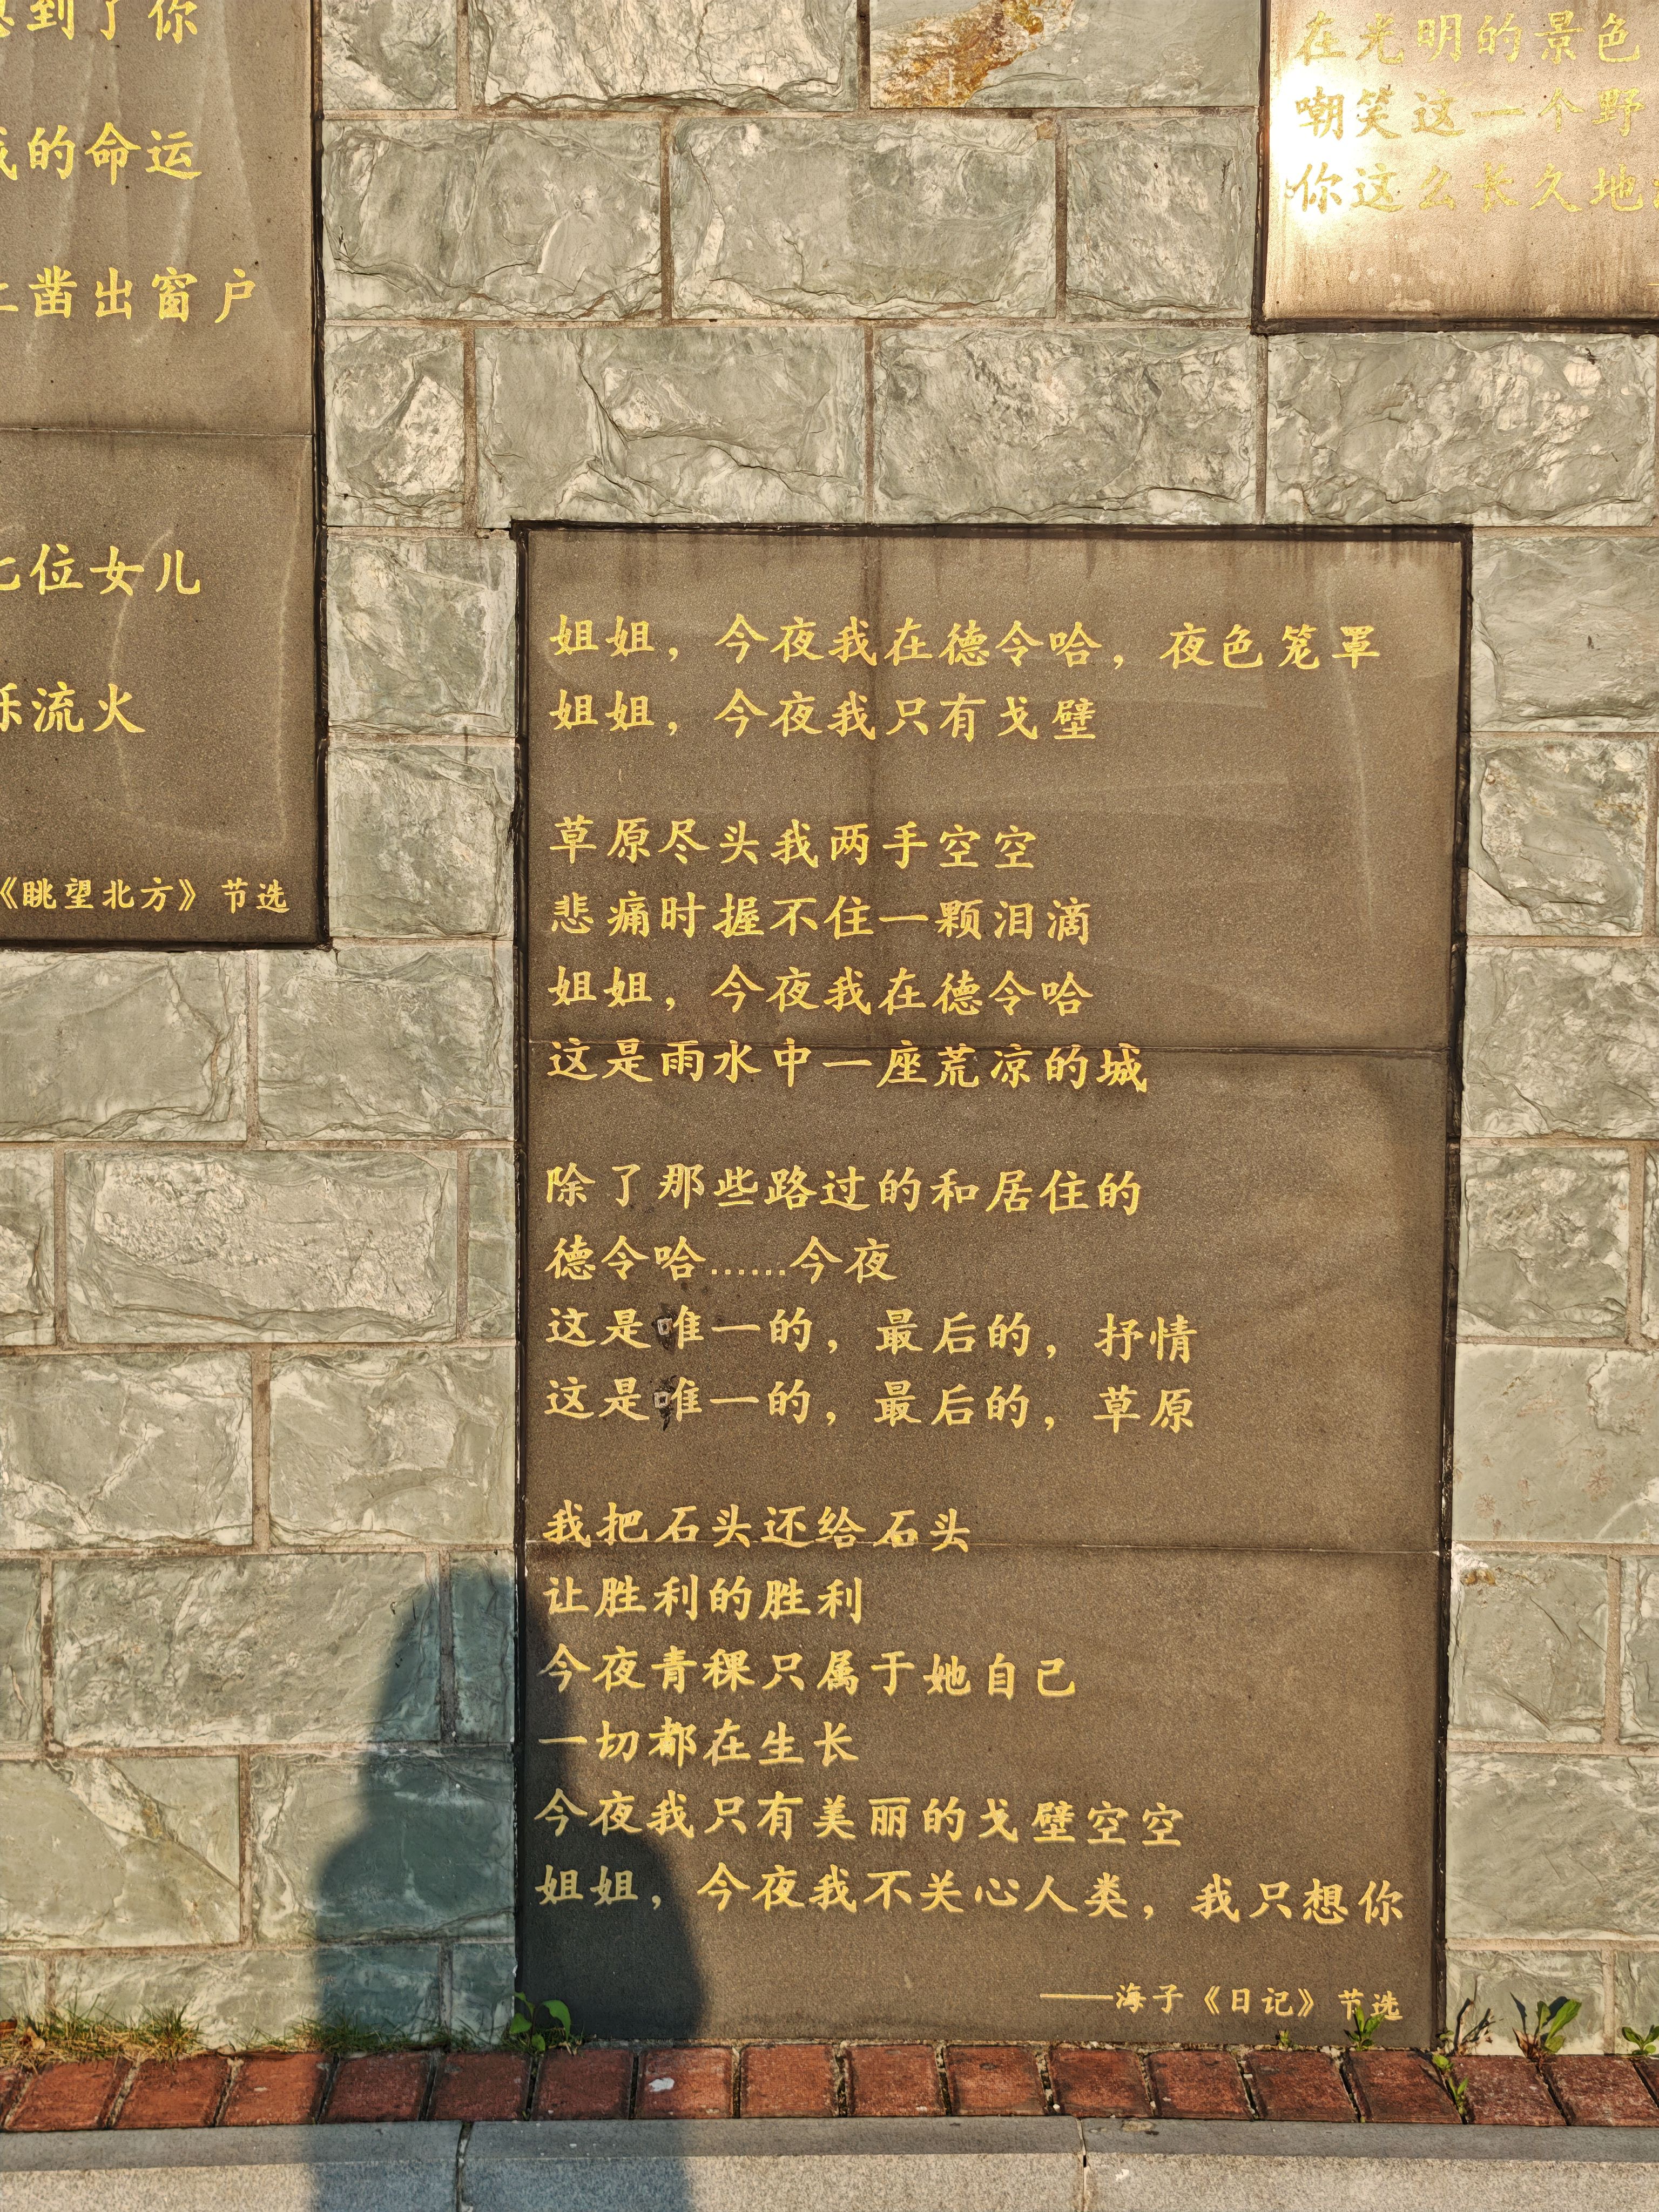 到了你
的命运
凿出窗户
位女儿
流火
《眺望北方》节选
在光明的景色
嘲笑这一个野
你这么长久地
姐姐，今夜我在德令哈，夜色笼罩
姐姐，今夜我只有戈壁
草原尽头我两手空空
悲痛时握不住一颗泪滴
姐姐，今夜我在德令哈
这是雨水中一座荒凉的城
除了那些路过的和居住的
德令哈……今夜
这是唯一的，最后的，抒情
这是唯一的，最后的，草原
我把石头还给石头
让胜利的胜利
今夜青稞只属于她自己
一切都在生长
今夜我只有美丽的戈壁空空
姐姐，今夜我不关心人类，我只想你
——海子《日记》节选